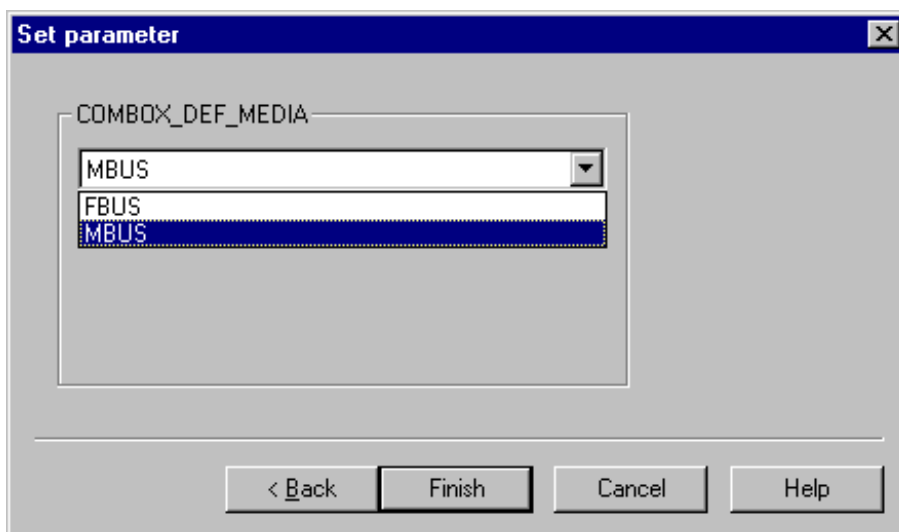 Set parameter
COMBOX_DEF_MEDIA
MBUS
FBUS
MBUS
< Back
Finish
Cancel
Help